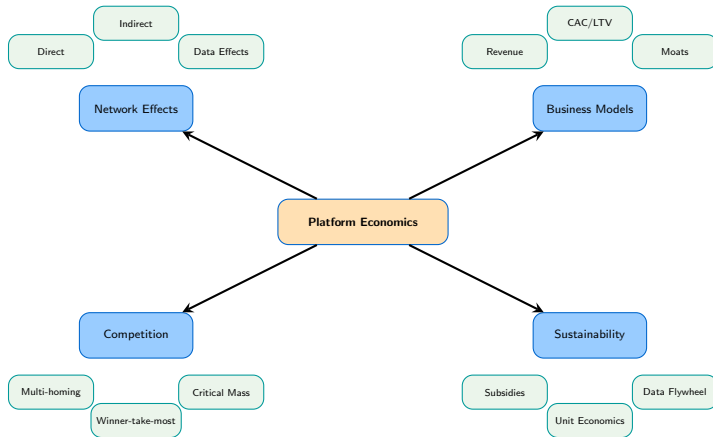 Indirect
CAC/LTV
Direct
Data Effects
Revenue
Moats
Network Effects
Business Models
Platform Economics
Competition
Sustainability
Multi-homing
Critical Mass
Subsidies
Data Flywheel
Winner-take-most
Unit Economics